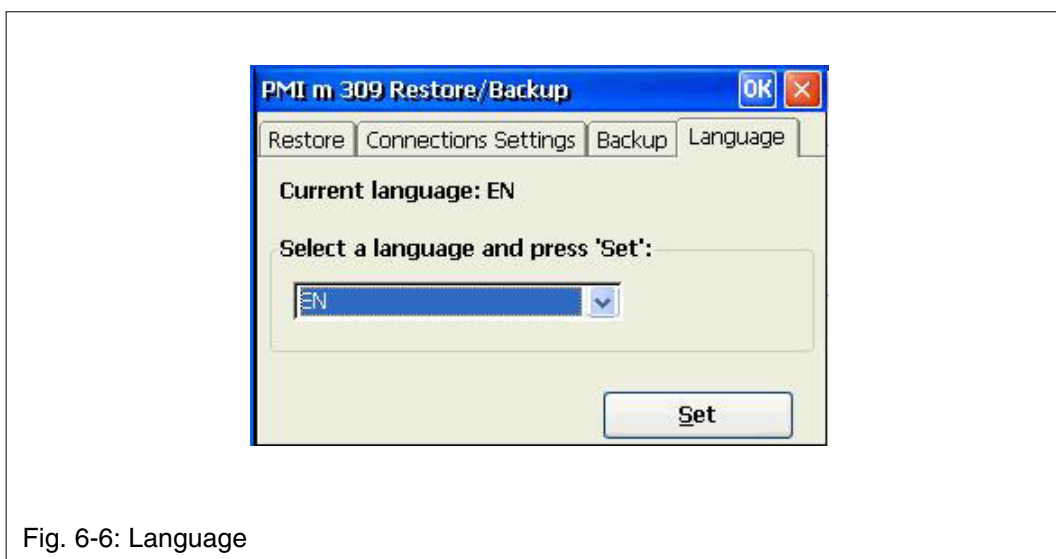 PMI m 309 Restore/Backup OK
Restore Connections Settings Backup Language
Current language: EN
Select a language and press 'Set':
EN
Set
Fig. 6-6: Language